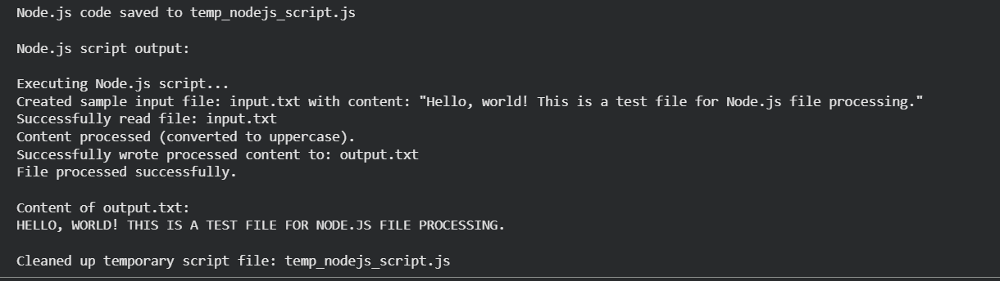 Node.js code saved to temp_nodejs_script.js
Node.js script output:
Executing Node.js script...
Created sample input file: input.txt with content: "Hello, world! This is a test file for Node.js file processing."
Successfully read file: input.txt
Content processed (converted to uppercase).
Successfully wrote processed content to: output.txt
File processed successfully.
Content of output.txt:
HELLO, WORLD! THIS IS A TEST FILE FOR NODE.JS FILE PROCESSING.
Cleaned up temporary script file: temp_nodejs_script.js